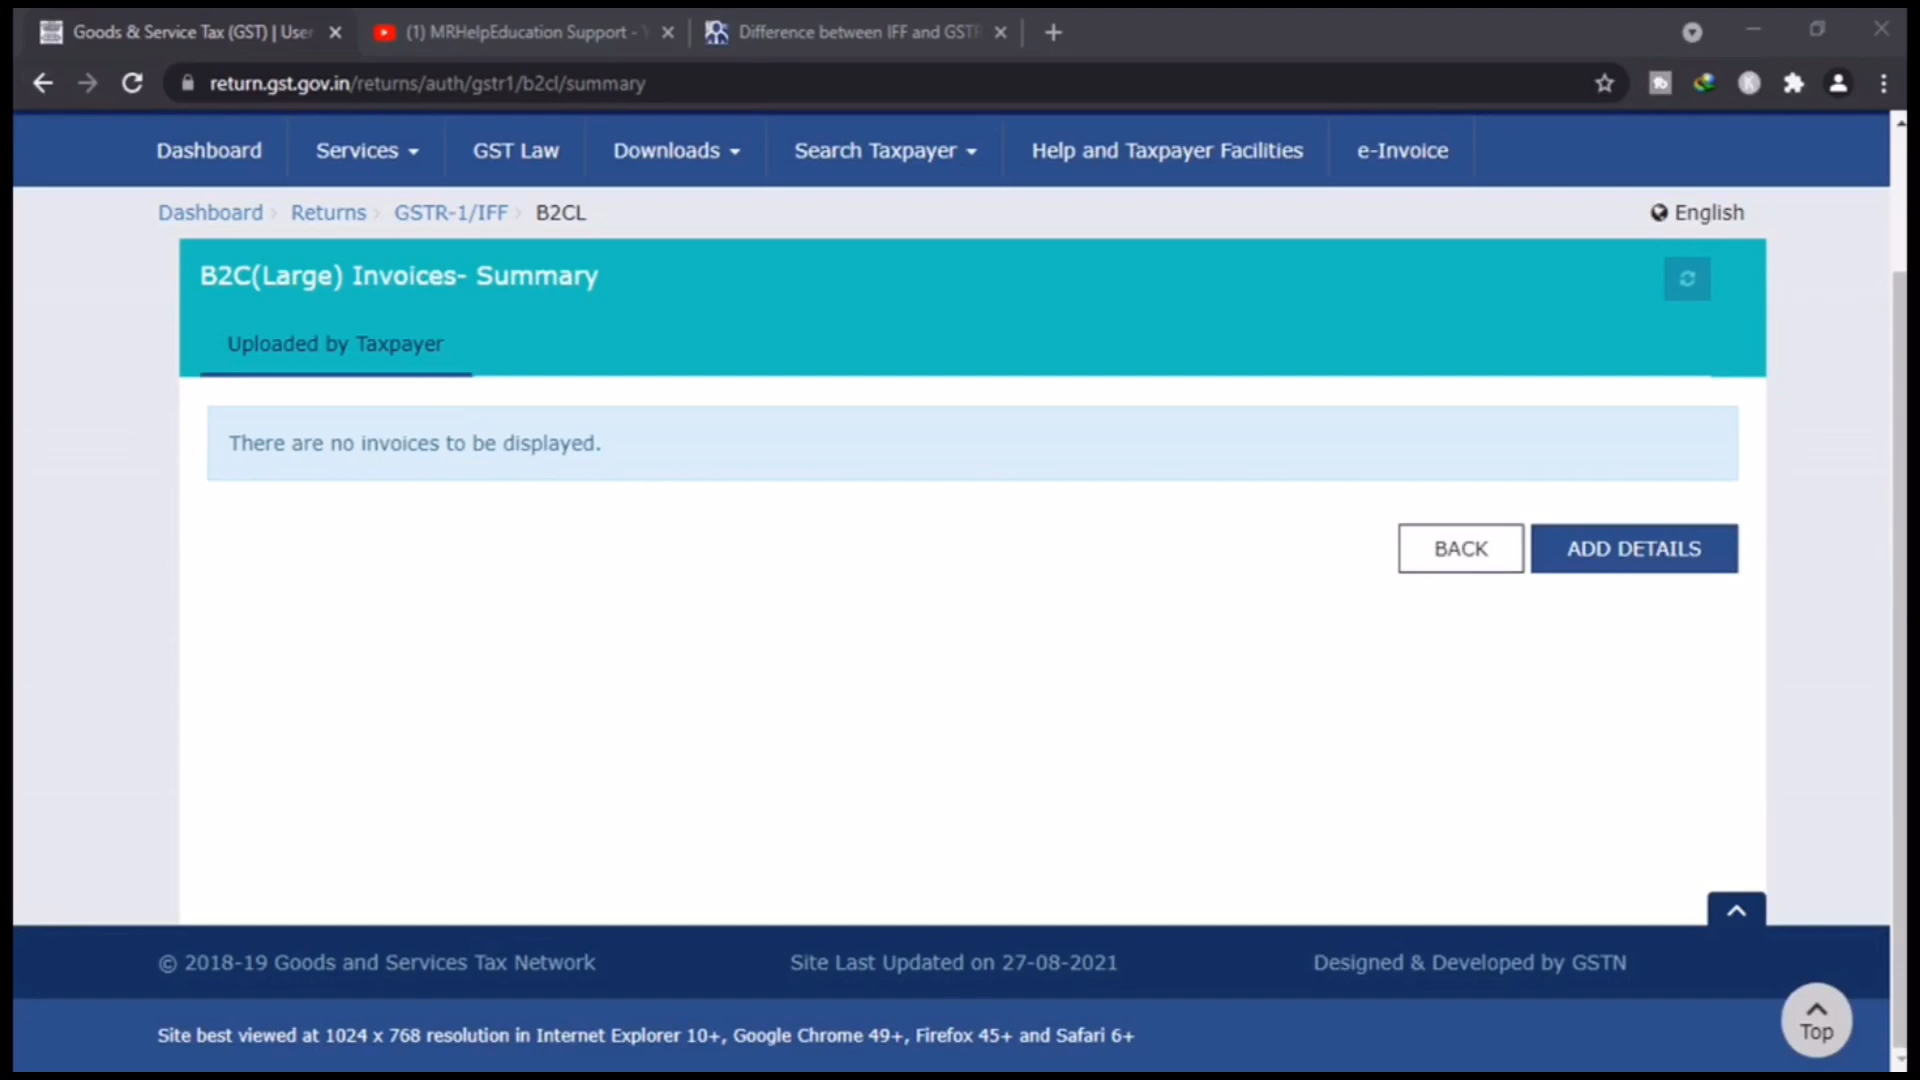 Goods & Service Tax (GST) | User
(1) MRHelpEducation Support -
Difference between IFF and GSTR
return.gst.gov.in/returns/auth/gstr1/b2cl/summary
Dashboard
Services
GST Law
Downloads
Search Taxpayer
Help and Taxpayer Facilities
e-Invoice
Dashboard
Returns
GSTR-1/IFF
B2CL
English
B2C(Large) Invoices- Summary
Uploaded by Taxpayer
There are no invoices to be displayed.
BACK
ADD DETAILS
© 2018-19 Goods and Services Tax Network
Site Last Updated on 27-08-2021
Designed & Developed by GSTN
Site best viewed at 1024 x 768 resolution in Internet Explorer 10+, Google Chrome 49+, Firefox 45+ and Safari 6+
Top